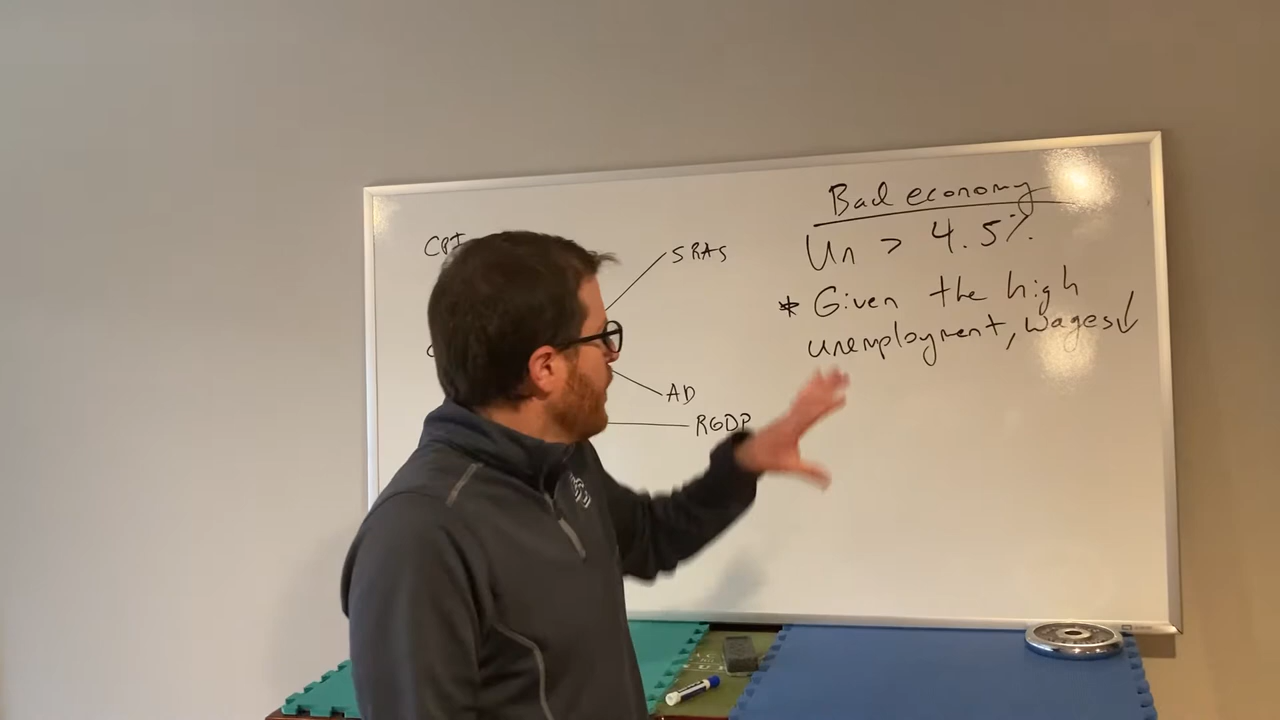 Bad economy
Un > 4.5%
* Given the high
unemployment, wages↓
CPI
SRAS
AD
RGDP